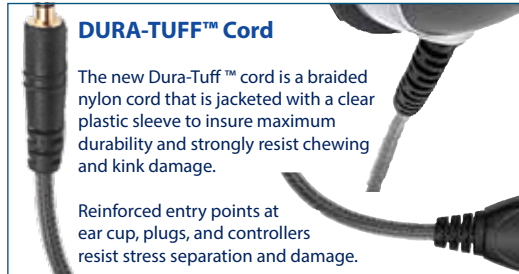 DURA-TUFF™ Cord
The new Dura-Tuff ™ cord is a braided
nylon cord that is jacketed with a clear
plastic sleeve to insure maximum
durability and strongly resist chewing
and kink damage.
Reinforced entry points at
ear cup, plugs, and controllers
resist stress separation and damage.